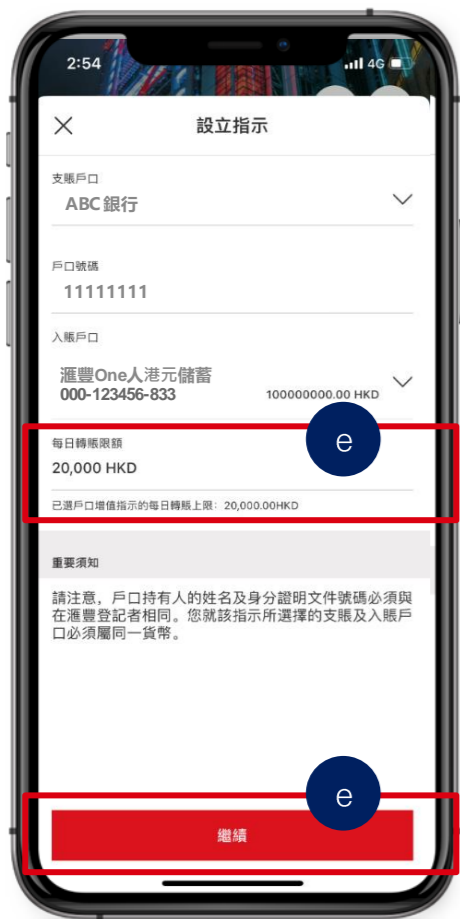 2:54
4G
設立指示
支賬戶口
ABC 銀行
戶口號碼
11111111
入賬戶口
滙豐One人港元儲蓄
000-123456-833
100000000.00 HKD
e
每日轉賬限額
20,000 HKD
已選戶口增值指示的每日轉賬上限：20,000.00HKD
重要須知
請注意，戶口持有人的姓名及身分證明文件號碼必須與
在滙豐登記者相同。您就該指示所選擇的支賬及入賬戶
口必須屬同一貨幣。
e
繼續